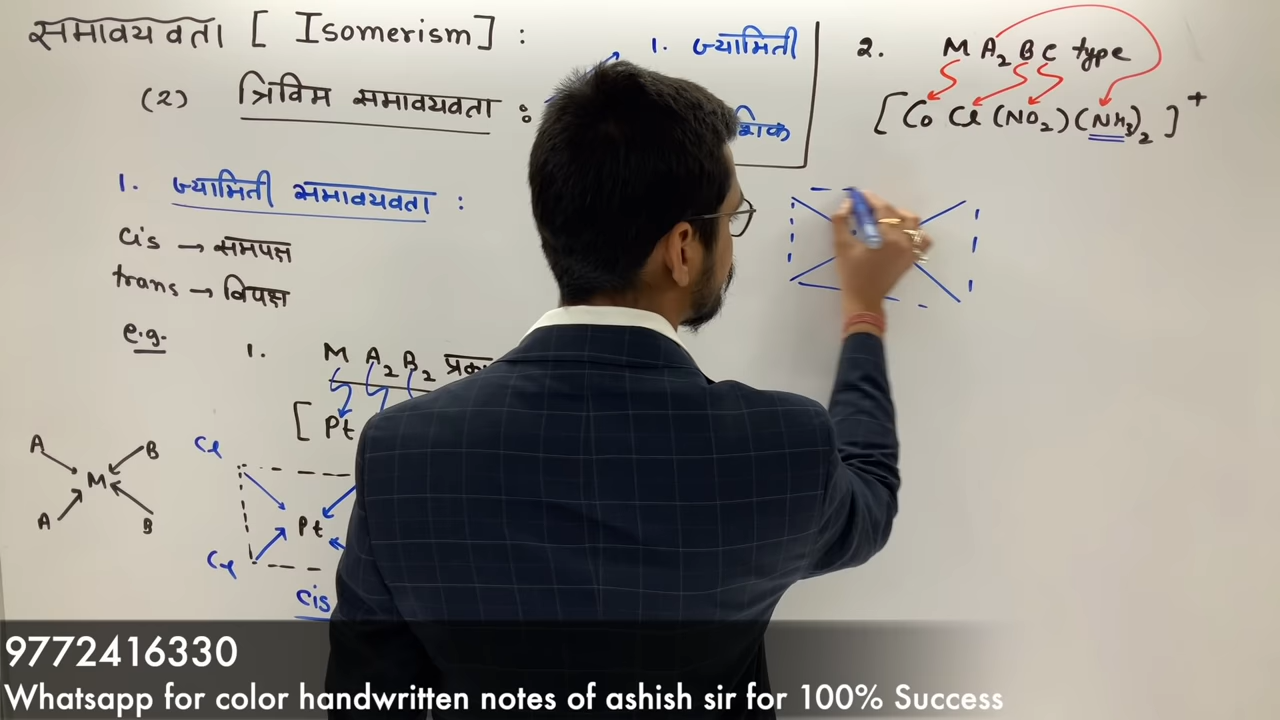 समावयवता [ Isomerism ] :
(2) त्रिविम समावयवता :
1. ज्यामिती
शिक
1. ज्यामिती समावयवता :
cis → समपक्ष
trans → विपक्ष
e.g.
1. M A2 B2
[ Pt
A B
M
A B
Cl
Pt
Cl
cis
2. M A2 B C type
[ Co Cl (NO2) (NH3)2 ]+
9772416330
Whatsapp for color handwritten notes of ashish sir for 100% Success